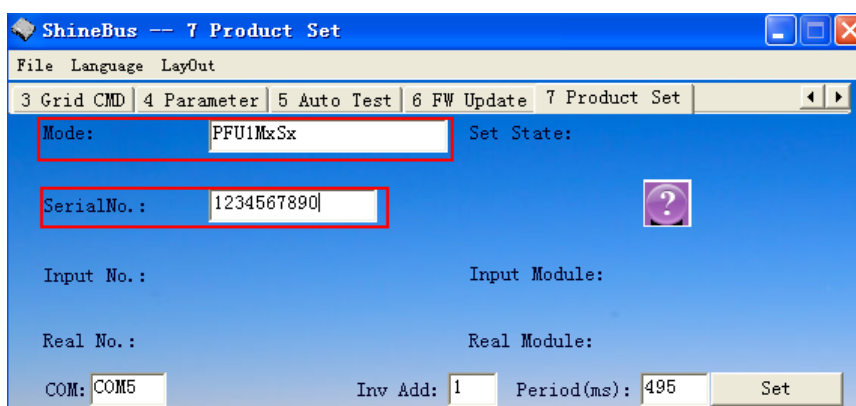 ShineBus -- 7 Product Set
File Language LayOut
3 Grid CMD 4 Parameter 5 Auto Test 6 FW Update 7 Product Set
Mode: PFU1MxSx Set State:
SerialNo.: 1234567890 ?
Input No.: Input Module:
Real No.: Real Module:
COM: COM5 Inv Add: 1 Period(ms): 495 Set